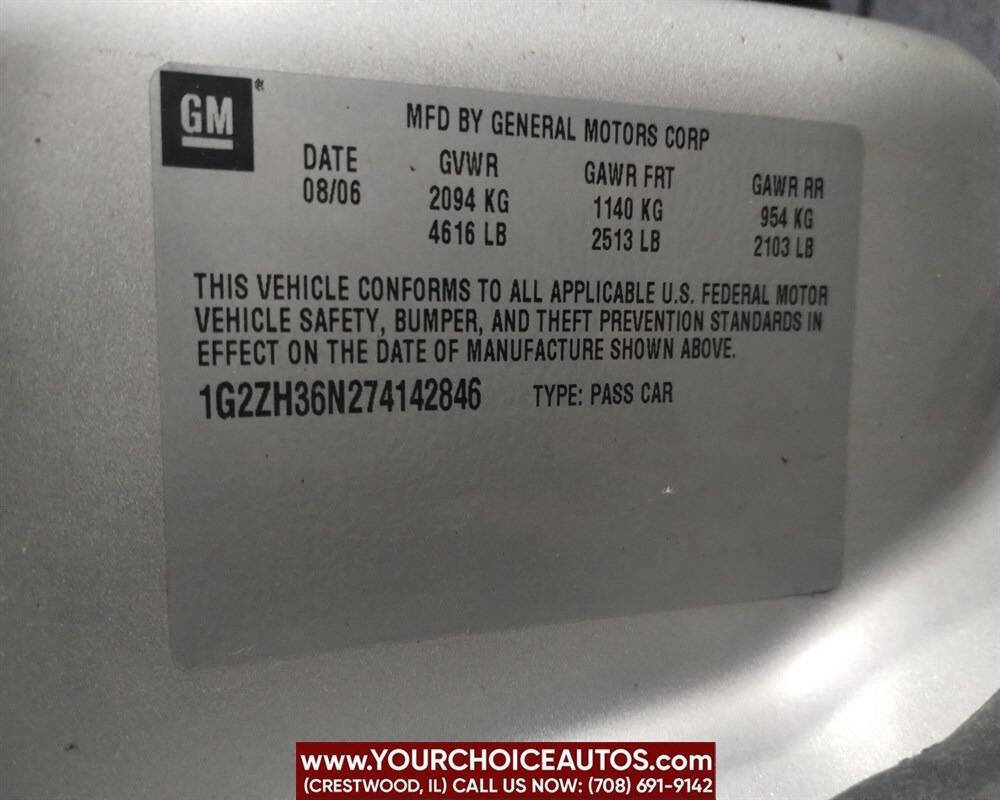 GM®
MFD BY GENERAL MOTORS CORP
DATE GVWR GAWR FRT GAWR RR
08/06 2094 KG 1140 KG 954 KG
4616 LB 2513 LB 2103 LB
THIS VEHICLE CONFORMS TO ALL APPLICABLE U.S. FEDERAL MOTOR
VEHICLE SAFETY, BUMPER, AND THEFT PREVENTION STANDARDS IN
EFFECT ON THE DATE OF MANUFACTURE SHOWN ABOVE.
1G2ZH36N274142846 TYPE: PASS CAR
www.YOURCHOICEAUTOS.com
(CRESTWOOD, IL) CALL US NOW: (708) 691-9142